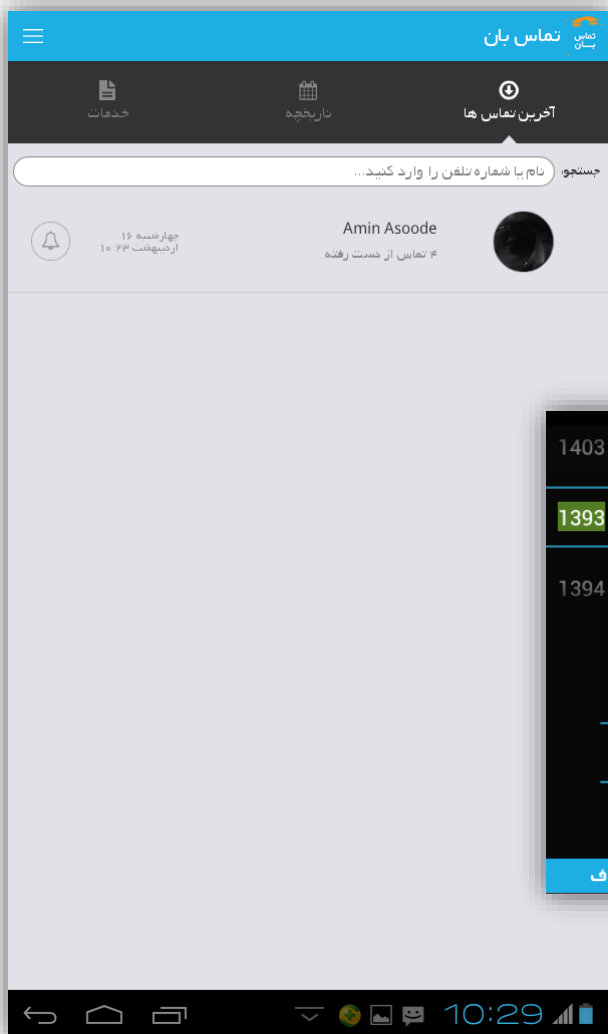 تماس بان
تماس
بــان
آخرین تماس ها
تاریخچه
خدمات
جستجو:
نام یا شماره تلفن را وارد کنید...
Amin Asoode
۴ تماس از دست رفته
چهارشنبه ۱۶
اردیبهشت ۱۰:۲۳
1403
1393
1394
ف
10:29